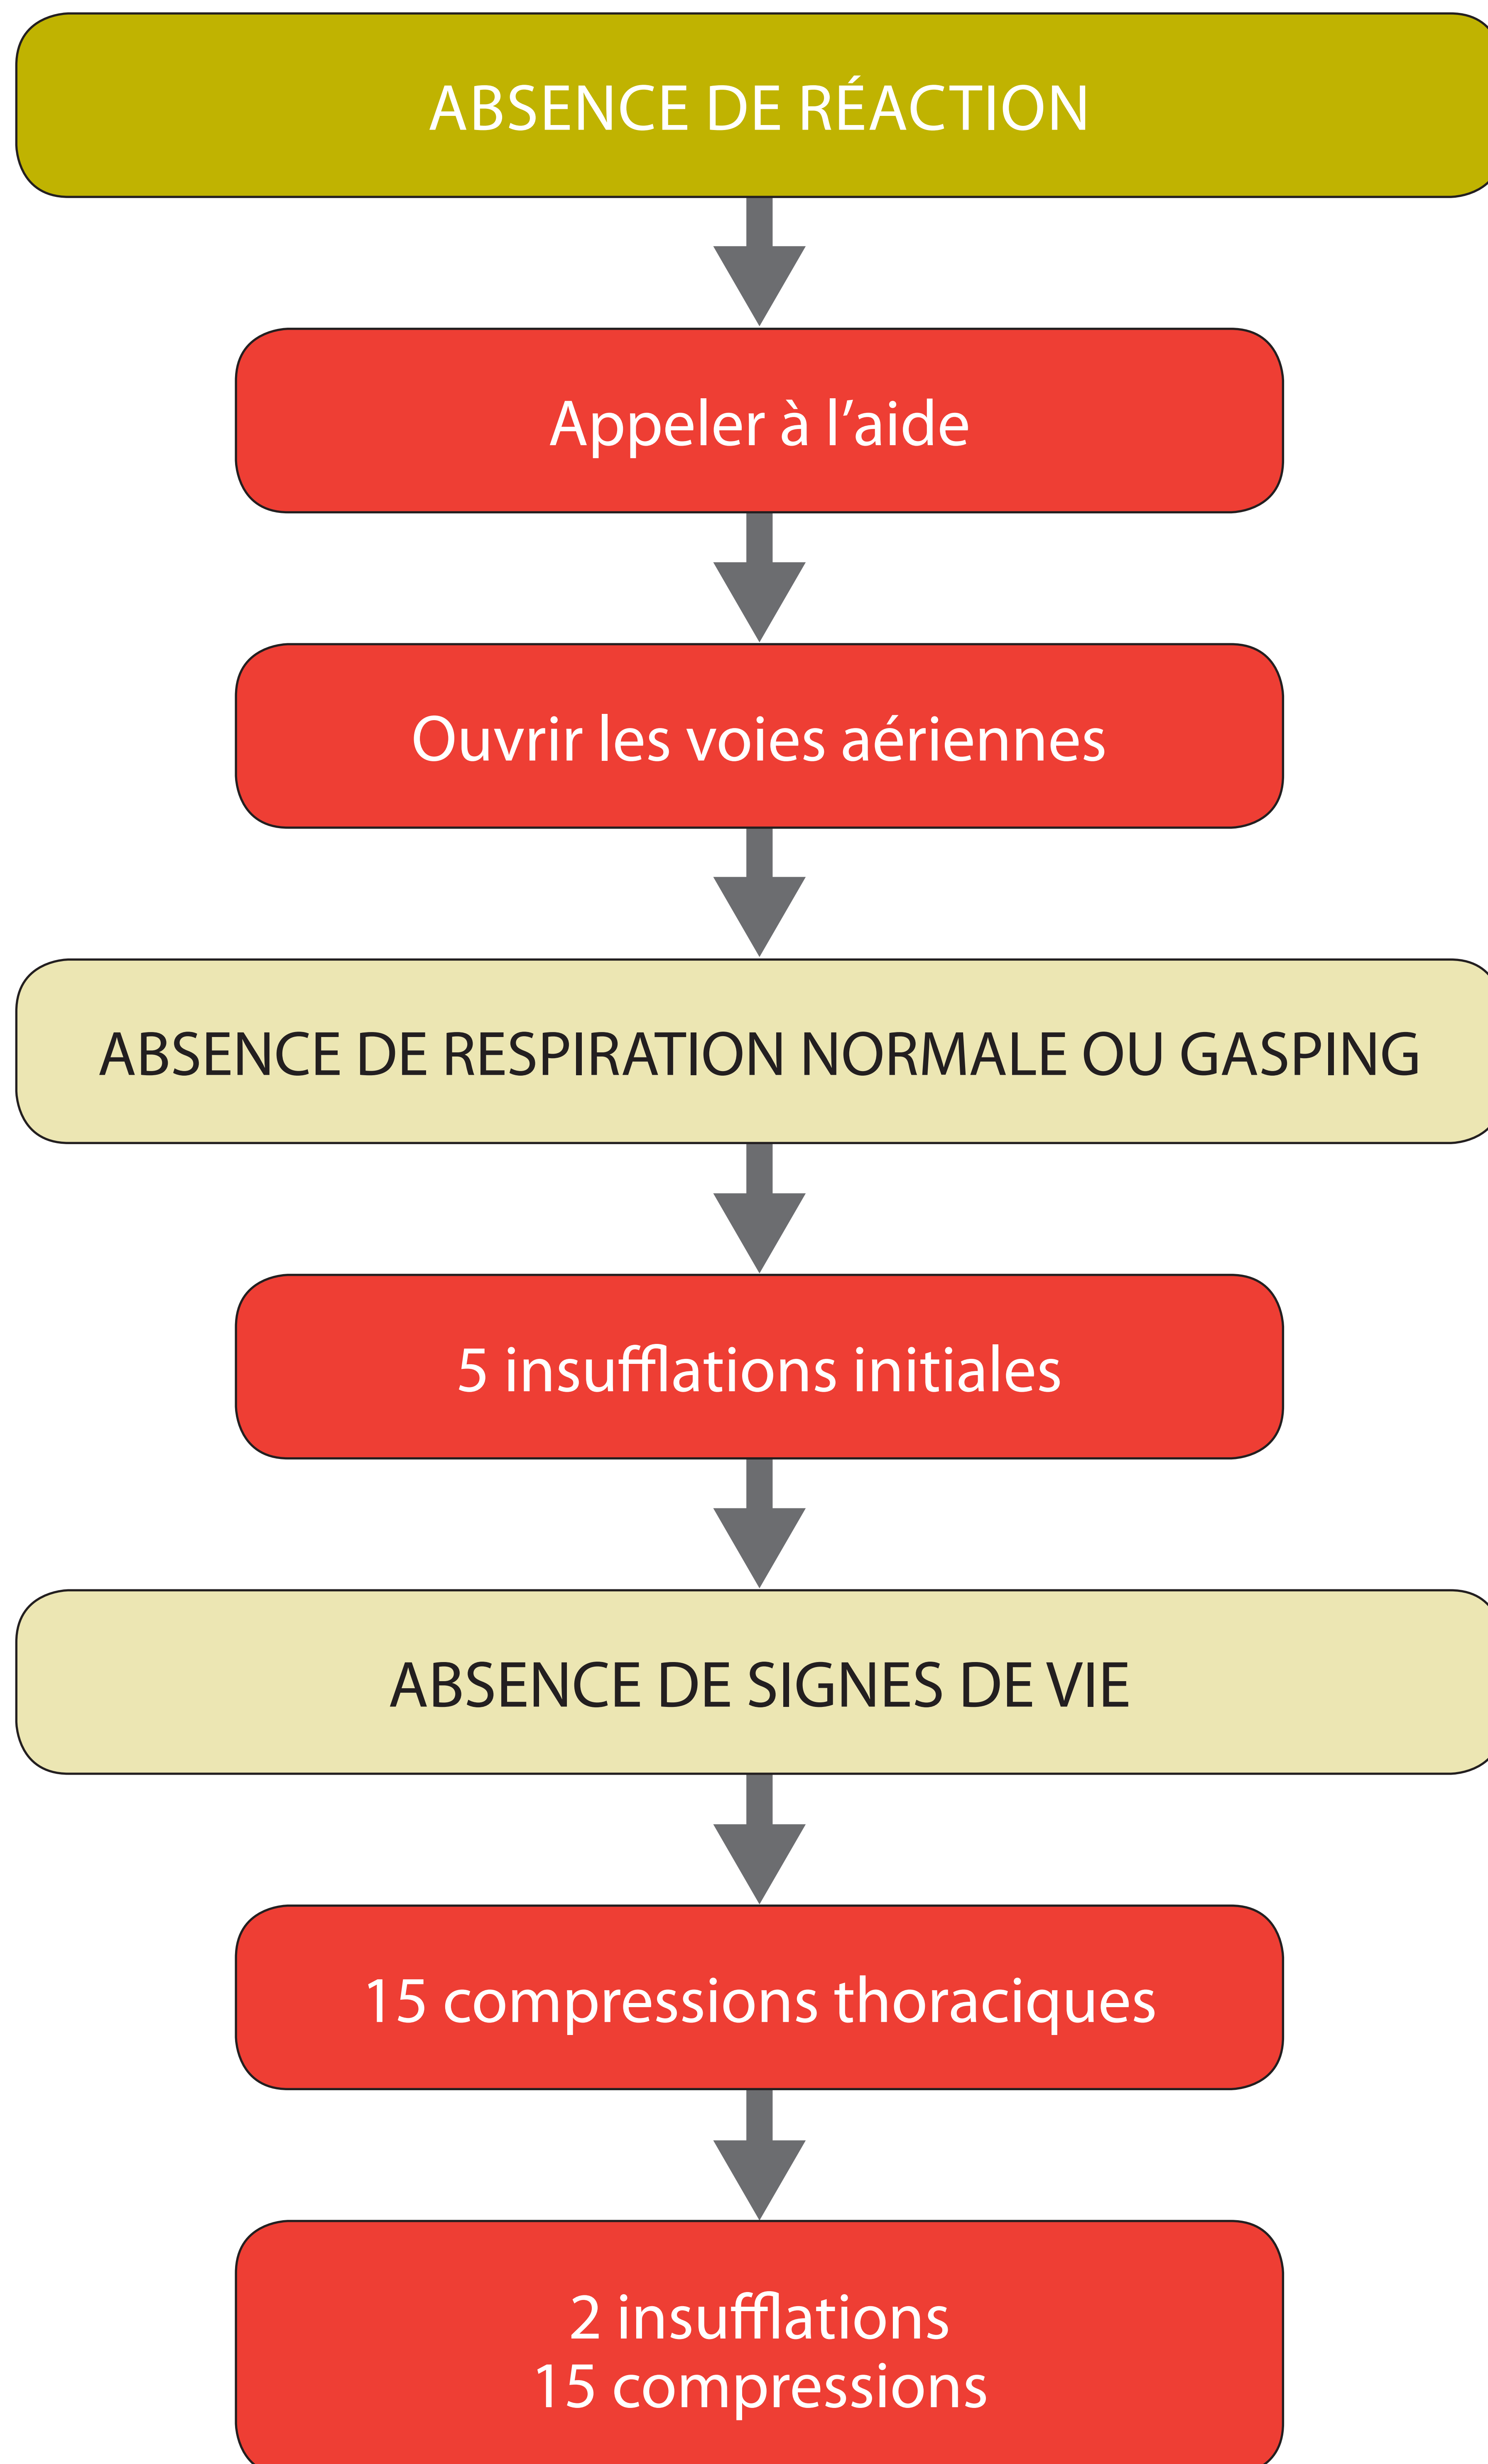 ABSENCE DE RÉACTION
Appeler à l’aide
Ouvrir les voies aériennes
ABSENCE DE RESPIRATION NORMALE OU GASPING
5 insufflations initiales
ABSENCE DE SIGNES DE VIE
15 compressions thoraciques
2 insufflations
15 compressions